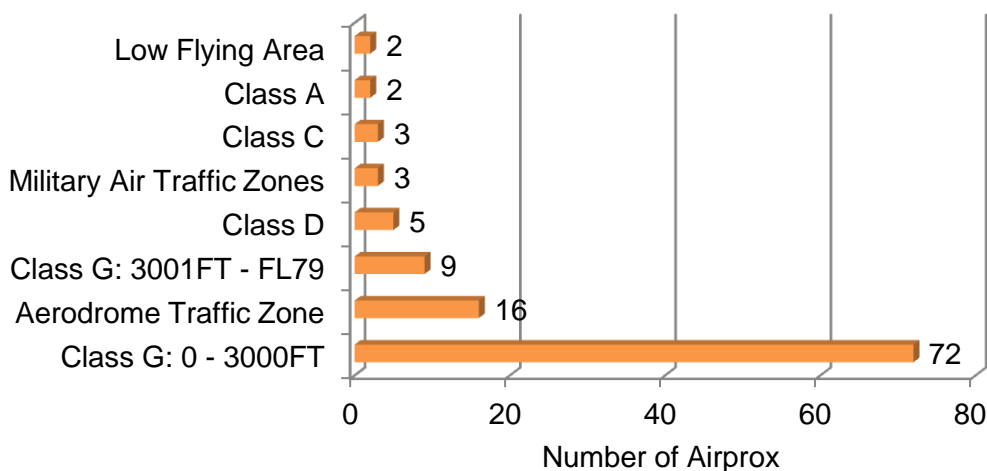 Low Flying Area 2
Class A 2
Class C 3
Military Air Traffic Zones 3
Class D 5
Class G: 3001FT - FL79 9
Aerodrome Traffic Zone 16
Class G: 0 - 3000FT 72
0 20 40 60 80
Number of Airprox